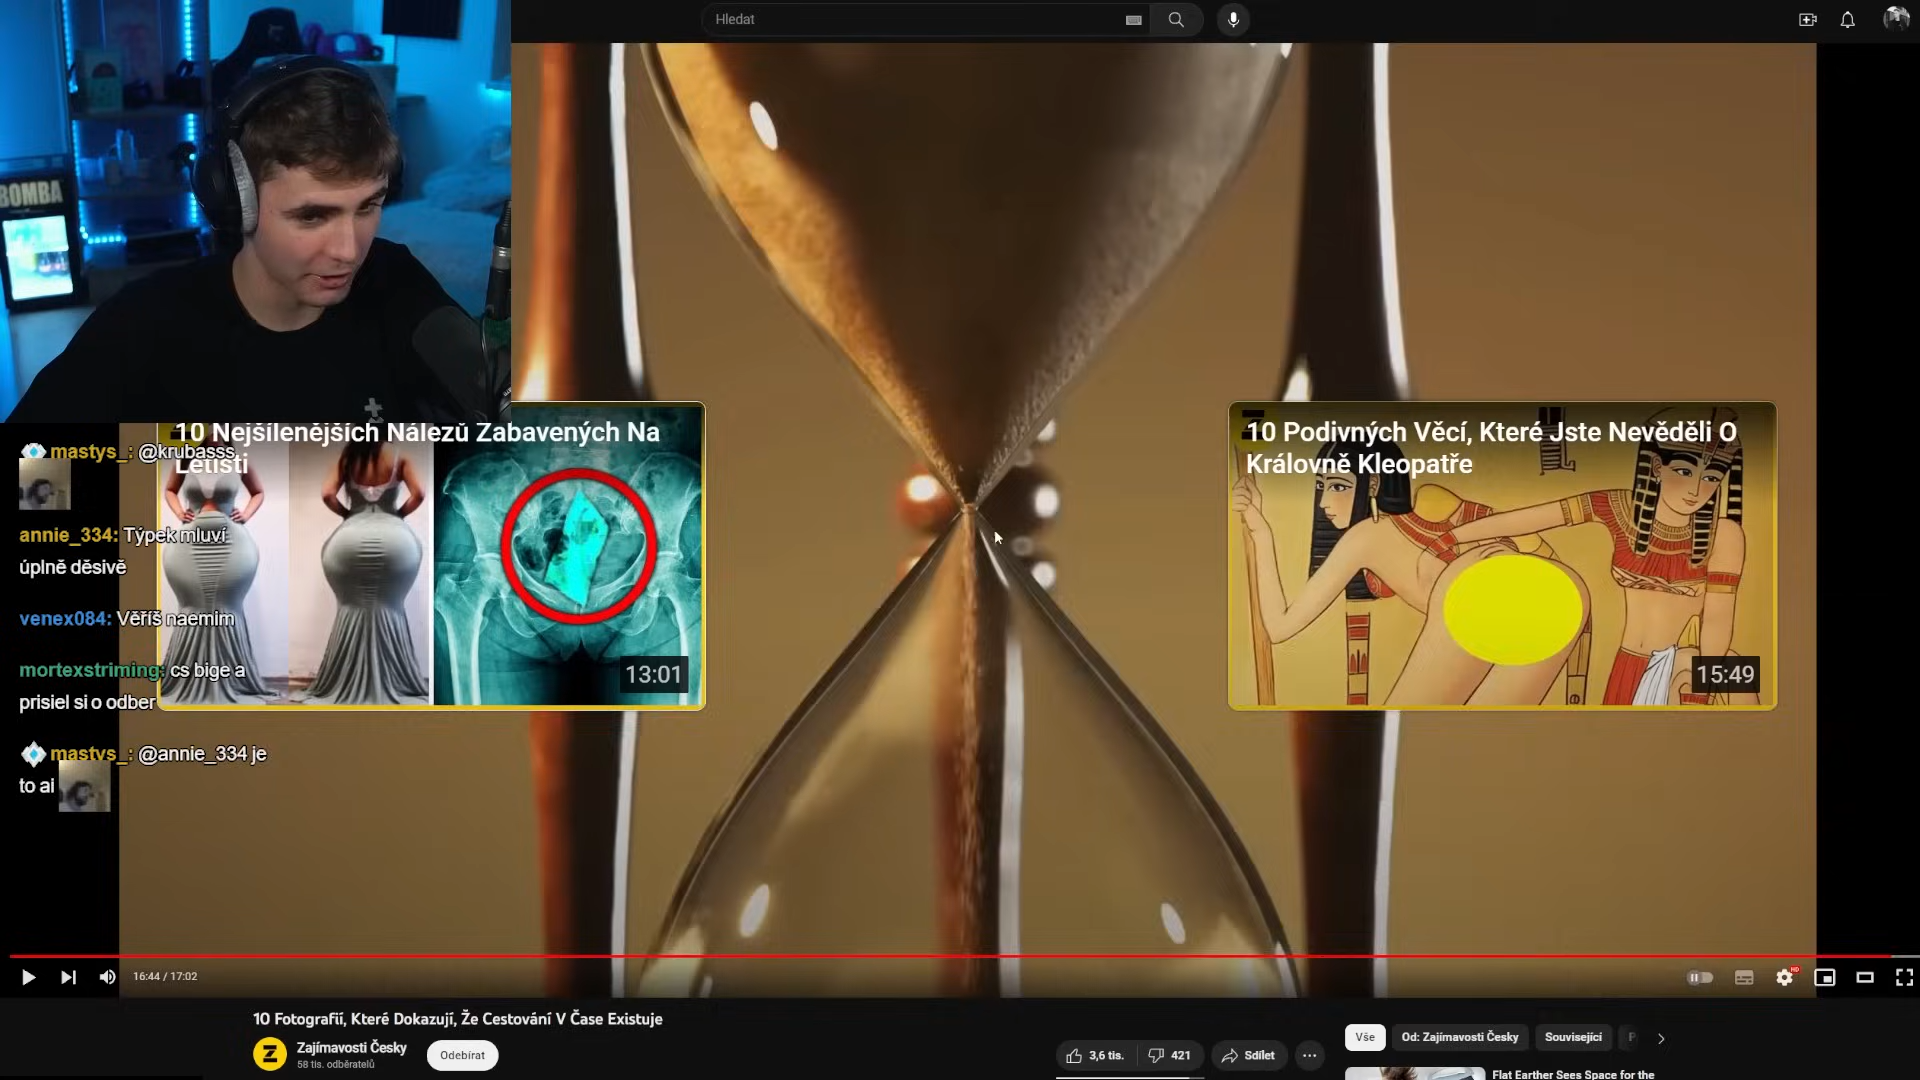 Hledat
BOMBA
10 Nejšílenějších Nálezů Zabavených Na
Letišti
13:01
10 Podivných Věcí, Které Jste Nevěděli O
Královně Kleopatře
15:49
mastys_: @krubasss
annie_334: Týpek mluví
úplně děsivě
venex084: Věříš naemim
mortexstriming: cs bige a
prisiel si o odber
mastys_: @annie_334 je
to ai
16:44 / 17:02
HD
10 Fotografií, Které Dokazují, Že Cestování V Čase Existuje
Z
Zajímavosti Česky
58 tis. odběratelů
Odebírat
3,6 tis.
421
Sdílet
Vše
Od: Zajímavosti Česky
Související
P
Flat Earther Sees Space for the